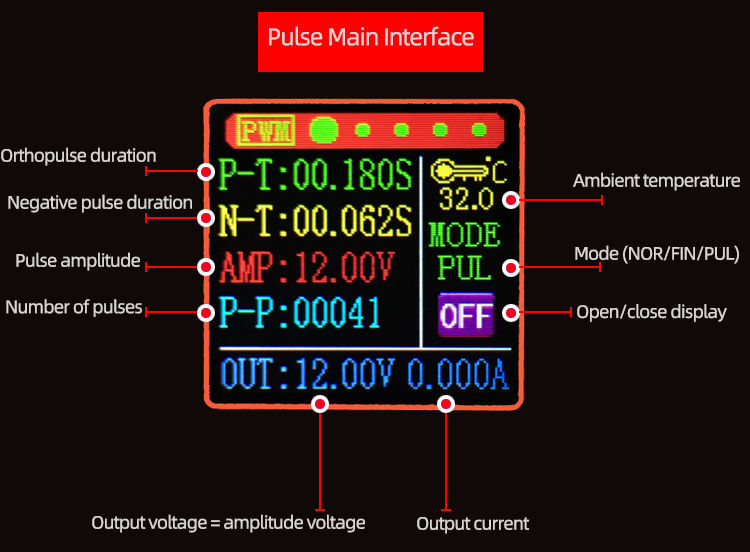 Pulse Main Interface
PWM
Orthopulse duration
P-T:00.180S
°C
32.0
Ambient temperature
Negative pulse duration
N-T:00.062S
MODE
PUL
Mode (NOR/FIN/PUL)
Pulse amplitude
AMP:12.00V
Number of pulses
P-P:00041
OFF
Open/close display
OUT:12.00V 0.000A
Output voltage = amplitude voltage
Output current